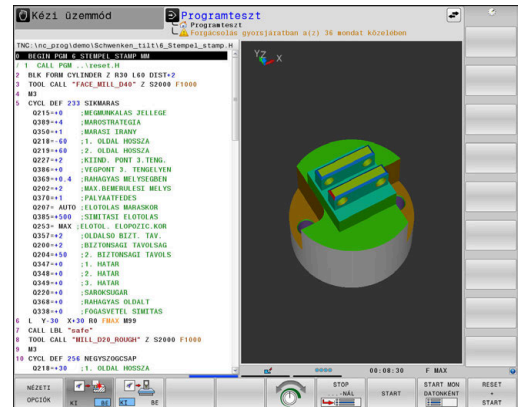 Kézi üzemmód
Programteszt
Programteszt
Forgácsolás gyorsjáratban a(z) 36 mondat közelében
TNC:\nc_prog\demo\Schwenken_tilt\6_Stempel_stamp.H
0 BEGIN PGM 6_STEMPEL_STAMP MM
/ 1 CALL PGM ..\reset.H
2 BLK FORM CYLINDER Z R30 L60 DIST+2
3 TOOL CALL "FACE_MILL_D40" Z S2000 F1000
4 M3
5 CYCL DEF 233 SIKMARAS
Q215=+0 ;MEGMUNKALAS JELLEGE
Q389=+4 ;MAROSTRATEGIA
Q350=+1 ;MARASI IRANY
Q218=-60 ;1. OLDAL HOSSZA
Q219=+60 ;2. OLDAL HOSSZA
Q227=+2 ;KIIND. PONT 3.TENG.
Q386=+0 ;VEGPONT 3. TENGELYEN
Q369=+0.4 ;RAHAGYAS MELYSEGBEN
Q202=+2 ;MAX.BEMERULESI MELYS
Q370=+1 ;PALYAATFEDES
Q207= AUTO ;ELOTOLAS MARASKOR
Q385=+500 ;SIMITASI ELOTOLAS
Q253= MAX ;ELOTOL. ELOPOZIC.KOR
Q357=+2 ;OLDALSO BIZT. TAV.
Q200=+2 ;BIZTONSAGI TAVOLSAG
Q204=+50 ;2. BIZTONSAGI TAVOLS
Q347=+0 ;1. HATAR
Q348=+0 ;2. HATAR
Q349=+0 ;3. HATAR
Q220=+0 ;SAROKSUGAR
Q368=+0 ;RAHAGYAS OLDALT
Q338=+0 ;FOGASVETEL SIMITAS
6 L Y-30 X+30 R0 FMAX M99
7 CALL LBL "safe"
8 TOOL CALL "MILL_D20_ROUGH" Z S2000 F1000
9 M3
10 CYCL DEF 256 NEGYSZOGCSAP
Q218=+30 ;1. OLDAL HOSSZA
YZ X
0000 00:08:30 F MAX
NÉZETI OPCIÓK
KI BE
KI BE
STOP -NÁL
START
START MON DATONKÉNT
RESET + START